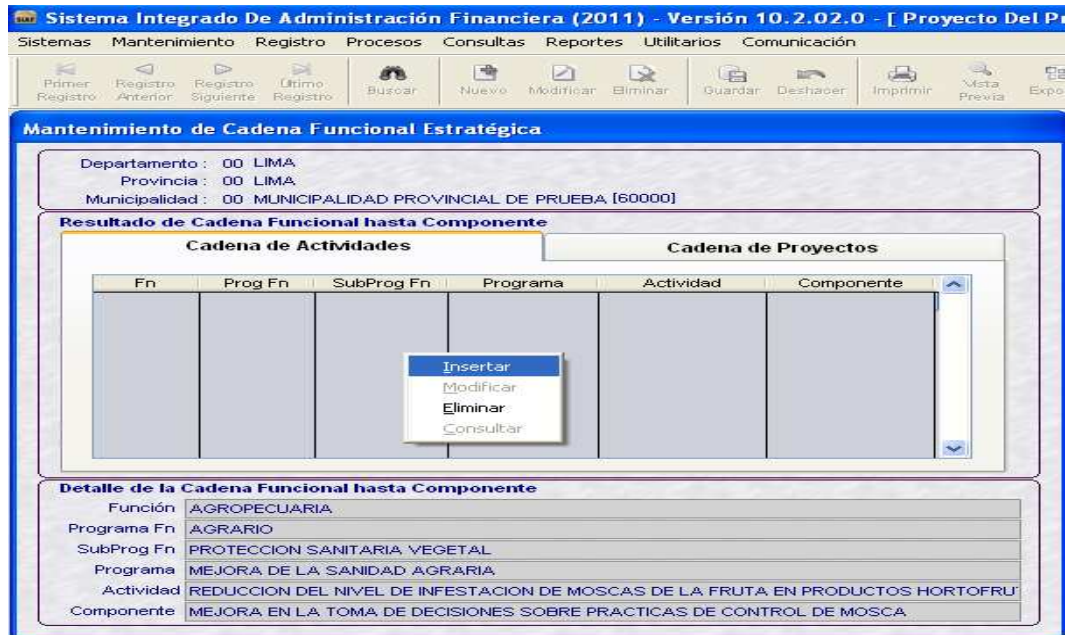 SIAF Sistema Integrado De Administración Financiera (2011) - Versión 10.2.02.0 - [ Proyecto Del Pr
Sistemas Mantenimiento Registro Procesos Consultas Reportes Utilitarios Comunicación
Primer Registro Registro Anterior Registro Siguiente Último Registro Buscar Nuevo Modificar Eliminar Guardar Deshacer Imprimir Vista Previa Expo
Mantenimiento de Cadena Funcional Estratégica
Departamento : 00 LIMA
Provincia : 00 LIMA
Municipalidad : 00 MUNICIPALIDAD PROVINCIAL DE PRUEBA [60000]
Resultado de Cadena Funcional hasta Componente
Cadena de Actividades Cadena de Proyectos
Fn Prog Fn SubProg Fn Programa Actividad Componente
Insertar
Modificar
Eliminar
Consultar
Detalle de la Cadena Funcional hasta Componente
Función AGROPECUARIA
Programa Fn AGRARIO
SubProg Fn PROTECCION SANITARIA VEGETAL
Programa MEJORA DE LA SANIDAD AGRARIA
Actividad REDUCCION DEL NIVEL DE INFESTACION DE MOSCAS DE LA FRUTA EN PRODUCTOS HORTOFRU
Componente MEJORA EN LA TOMA DE DECISIONES SOBRE PRACTICAS DE CONTROL DE MOSCA